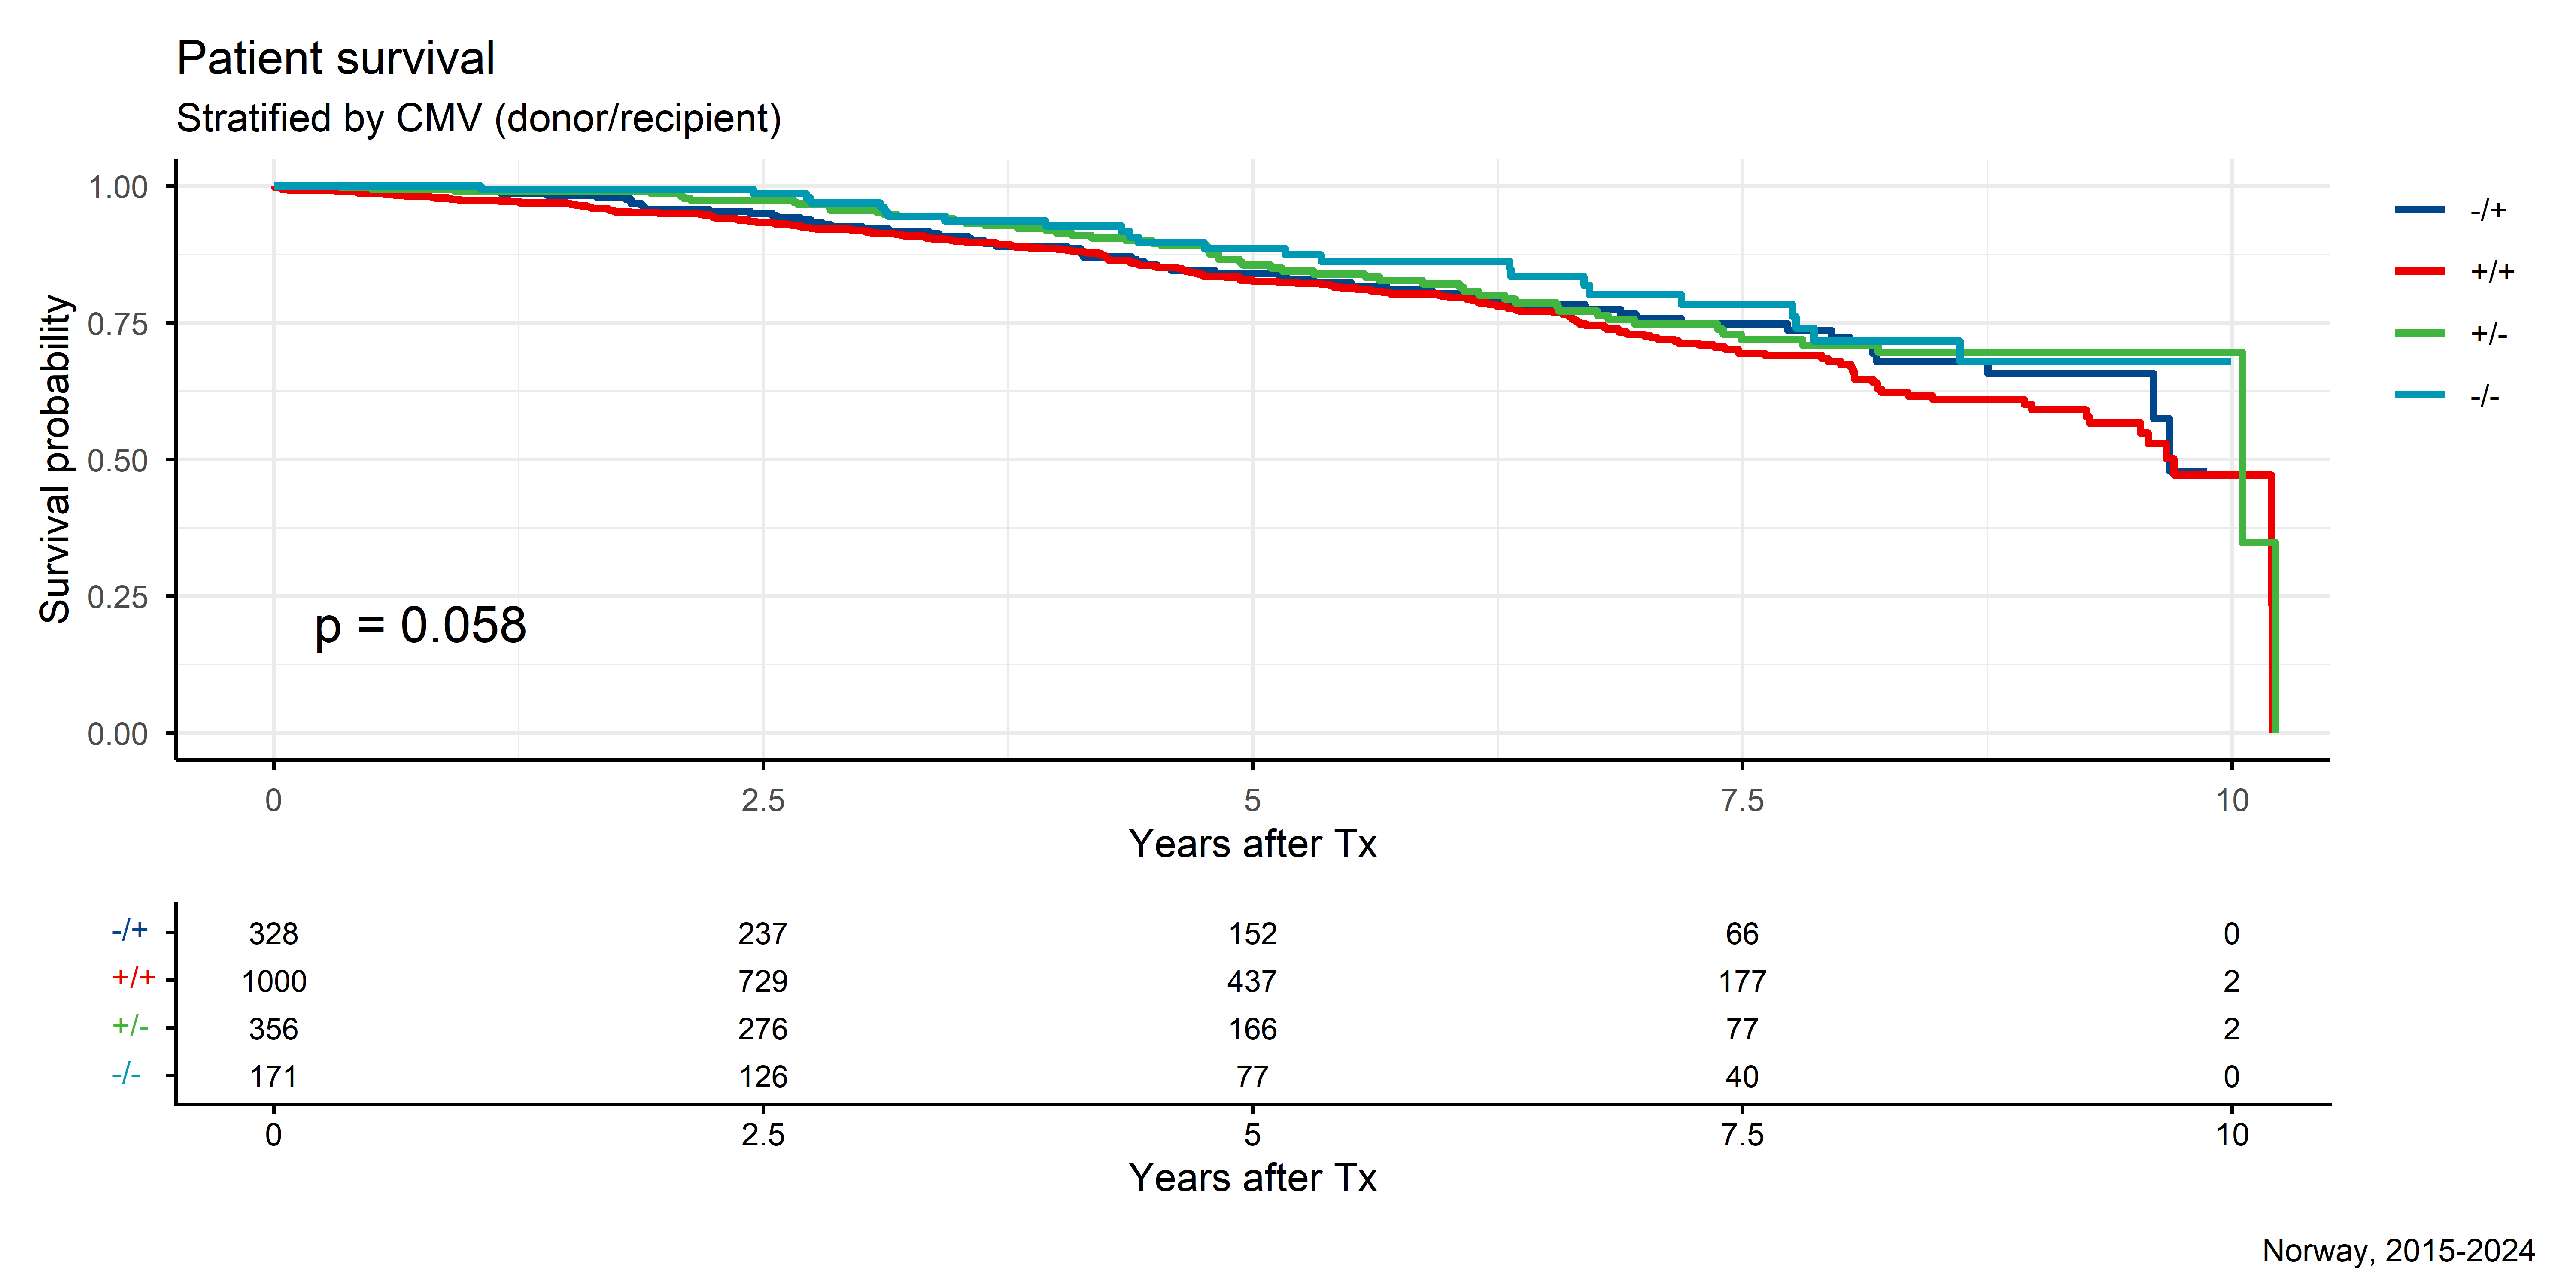 Patient survival
Stratified by CMV (donor/recipient)
1.00
0.75
0.50
0.25
0.00
Survival probability
p = 0.058
-/+
+/+
+/-
-/-
0 2.5 5 7.5 10
Years after Tx
-/+ 328 237 152 66 0
+/+ 1000 729 437 177 2
+/- 356 276 166 77 2
-/- 171 126 77 40 0
0 2.5 5 7.5 10
Years after Tx
Norway, 2015-2024